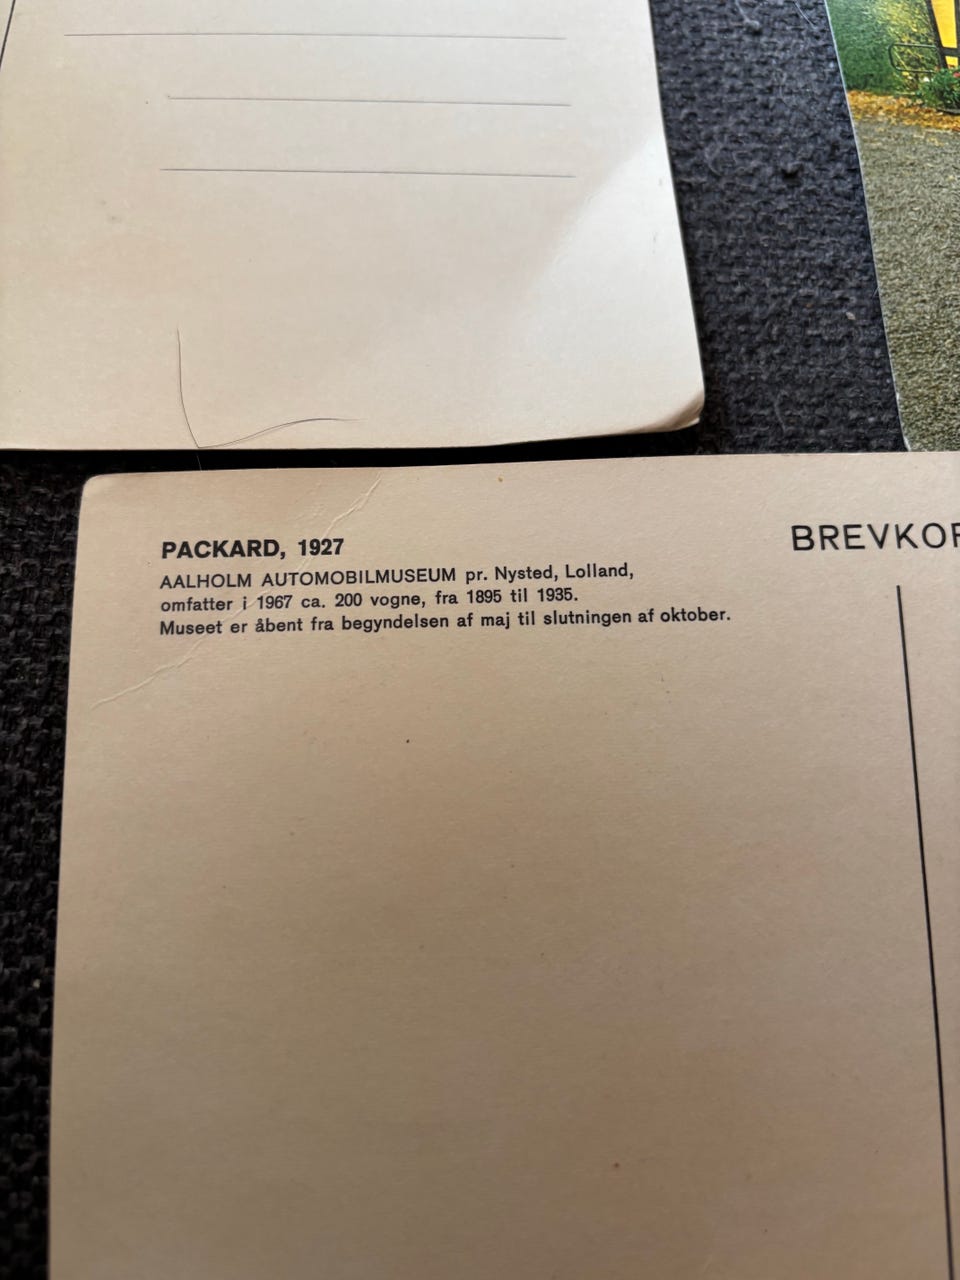 PACKARD, 1927
BREVKOR
AALHOLM AUTOMOBILMUSEUM pr. Nysted, Lolland,
omfatter i 1967 ca. 200 vogne, fra 1895 til 1935.
Museet er åbent fra begyndelsen af maj til slutningen af oktober.